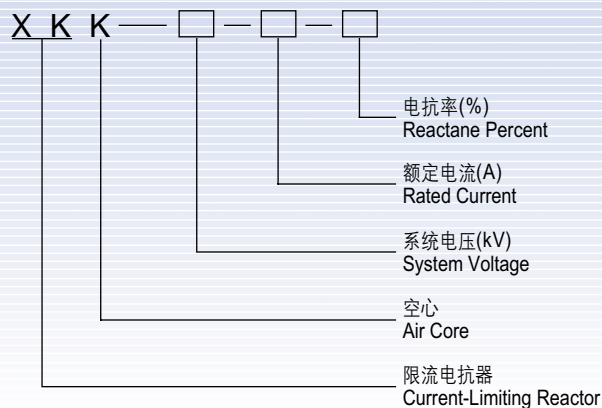 X K K — □ — □ — □
电抗率(%)
Reactane Percent
额定电流(A)
Rated Current
系统电压(kV)
System Voltage
空心
Air Core
限流电抗器
Current-Limiting Reactor